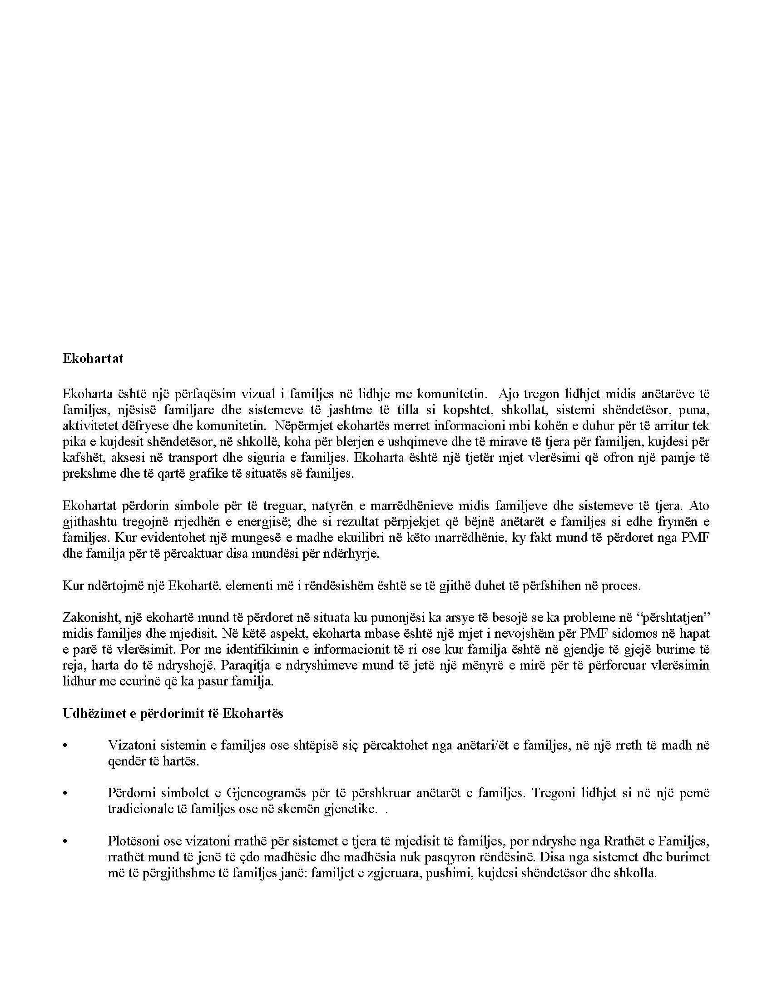 Ekohartat
Ekoharta është një përfaqësim vizual i familjes në lidhje me komunitetin.  Ajo tregon lidhjet midis anëtarëve të
familjes, njësisë familjare dhe sistemeve të jashtme të tilla si kopshtet, shkollat, sistemi shëndetësor, puna,
aktivitetet dëfryese dhe komunitetin.  Nëpërmjet ekohartës merret informacioni mbi kohën e duhur për të arritur tek
pika e kujdesit shëndetësor, në shkollë, koha për blerjen e ushqimeve dhe të mirave të tjera për familjen, kujdesi për
kafshët, aksesi në transport dhe siguria e familjes. Ekoharta është një tjetër mjet vlerësimi që ofron një pamje të
prekshme dhe të qartë grafike të situatës së familjes.
Ekohartat përdorin simbole për të treguar, natyrën e marrëdhënieve midis familjeve dhe sistemeve të tjera. Ato
gjithashtu tregojnë rrjedhën e energjisë; dhe si rezultat përpjekjet që bëjnë anëtarët e familjes si edhe frymën e
familjes. Kur evidentohet një mungesë e madhe ekuilibri në këto marrëdhënie, ky fakt mund të përdoret nga PMF
dhe familja për të përcaktuar disa mundësi për ndërhyrje.
Kur ndërtojmë një Ekohartë, elementi më i rëndësishëm është se të gjithë duhet të përfshihen në proces.
Zakonisht, një ekohartë mund të përdoret në situata ku punonjësi ka arsye të besojë se ka probleme në “përshtatjen”
midis familjes dhe mjedisit. Në këtë aspekt, ekoharta mbase është një mjet i nevojshëm për PMF sidomos në hapat
e parë të vlerësimit. Por me identifikimin e informacionit të ri ose kur familja është në gjendje të gjejë burime të
reja, harta do të ndryshojë. Paraqitja e ndryshimeve mund të jetë një mënyrë e mirë për të përforcuar vlerësimin
lidhur me ecurinë që ka pasur familja.
Udhëzimet e përdorimit të Ekohartës
• Vizatoni sistemin e familjes ose shtëpisë siç përcaktohet nga anëtari/ët e familjes, në një rreth të madh në
qendër të hartës.
• Përdorni simbolet e Gjeneogramës për të përshkruar anëtarët e familjes. Tregoni lidhjet si në një pemë
tradicionale të familjes ose në skemën gjenetike.  .
• Plotësoni ose vizatoni rrathë për sistemet e tjera të mjedisit të familjes, por ndryshe nga Rrathët e Familjes,
rrathët mund të jenë të çdo madhësie dhe madhësia nuk pasqyron rëndësinë. Disa nga sistemet dhe burimet
më të përgjithshme të familjes janë: familjet e zgjeruara, pushimi, kujdesi shëndetësor dhe shkolla.